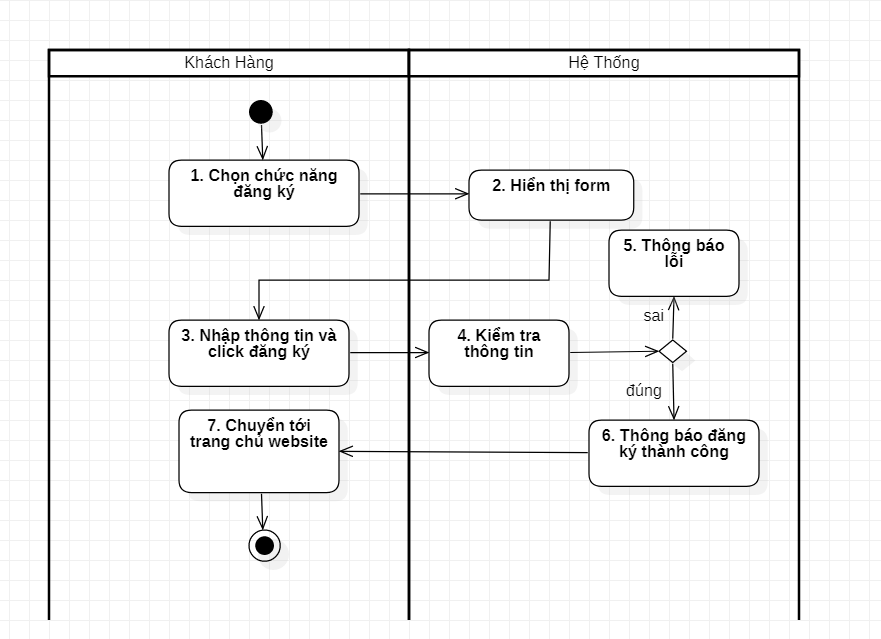 Khách Hàng
Hệ Thống
1. Chọn chức năng
đăng ký
2. Hiển thị form
5. Thông báo
lỗi
sai
3. Nhập thông tin và
click đăng ký
4. Kiểm tra
thông tin
đúng
7. Chuyển tới
trang chủ website
6. Thông báo đăng
ký thành công